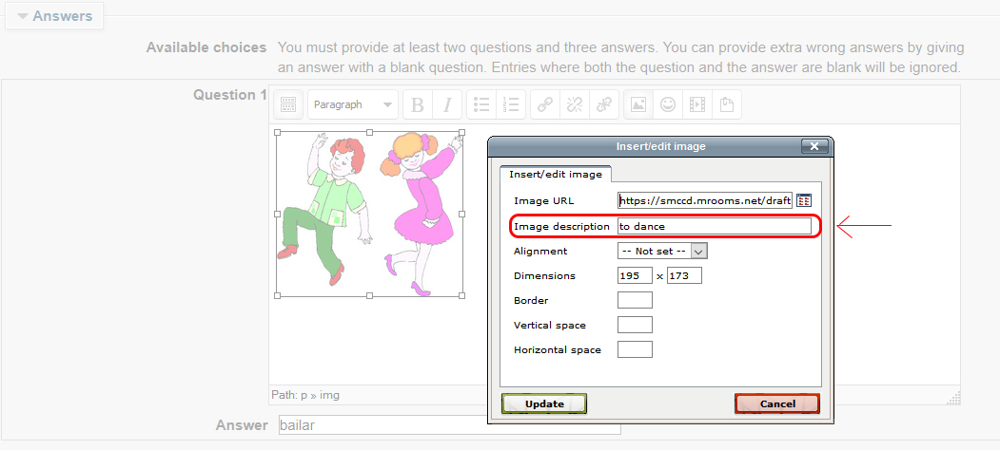 Answers
Available choices You must provide at least two questions and three answers. You can provide extra wrong answers by giving
an answer with a blank question. Entries where both the question and the answer are blank will be ignored.
Question 1
Paragraph B I
Insert/edit image
Insert/edit image
Image URL https://smccd.mrooms.net/draft
Image description to dance
Alignment -- Not set --
Dimensions 195 x 173
Border
Vertical space
Horizontal space
Update Cancel
Path: p » img
Answer bailar